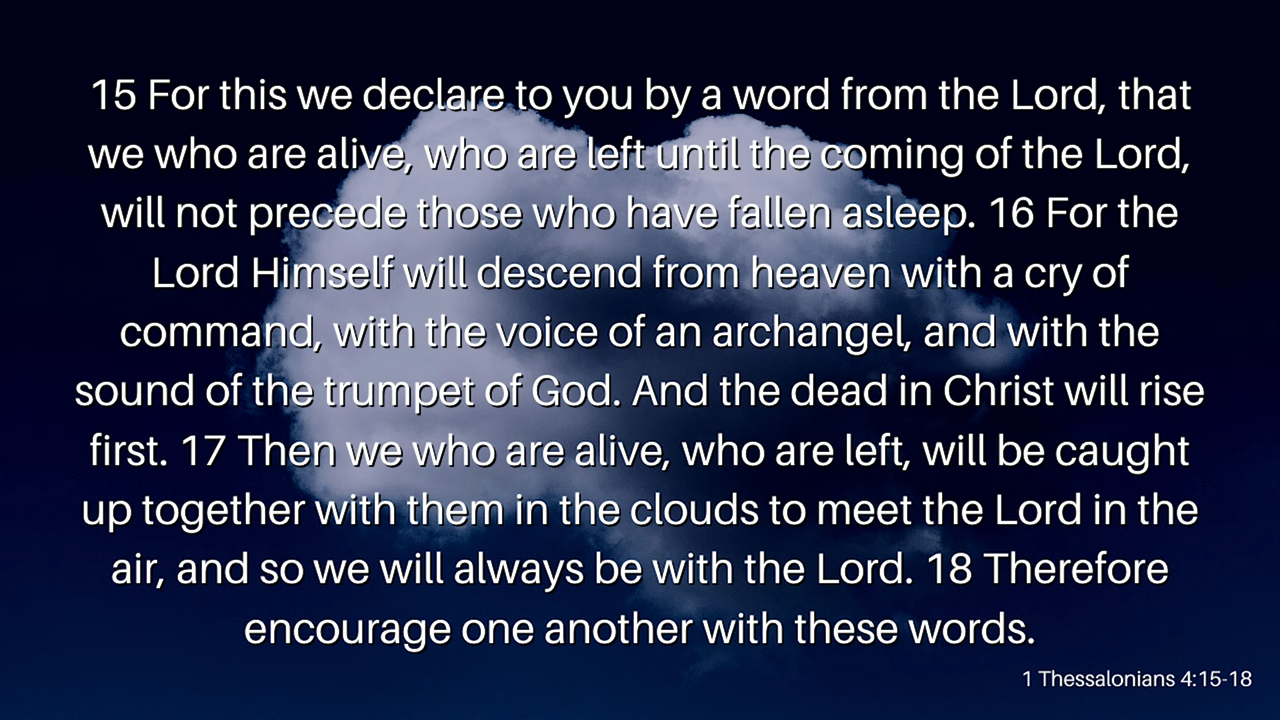 15 For this we declare to you by a word from the Lord, that
we who are alive, who are left until the coming of the Lord,
will not precede those who have fallen asleep. 16 For the
Lord Himself will descend from heaven with a cry of
command, with the voice of an archangel, and with the
sound of the trumpet of God. And the dead in Christ will rise
first. 17 Then we who are alive, who are left, will be caught
up together with them in the clouds to meet the Lord in the
air, and so we will always be with the Lord. 18 Therefore
encourage one another with these words.
1 Thessalonians 4:15-18